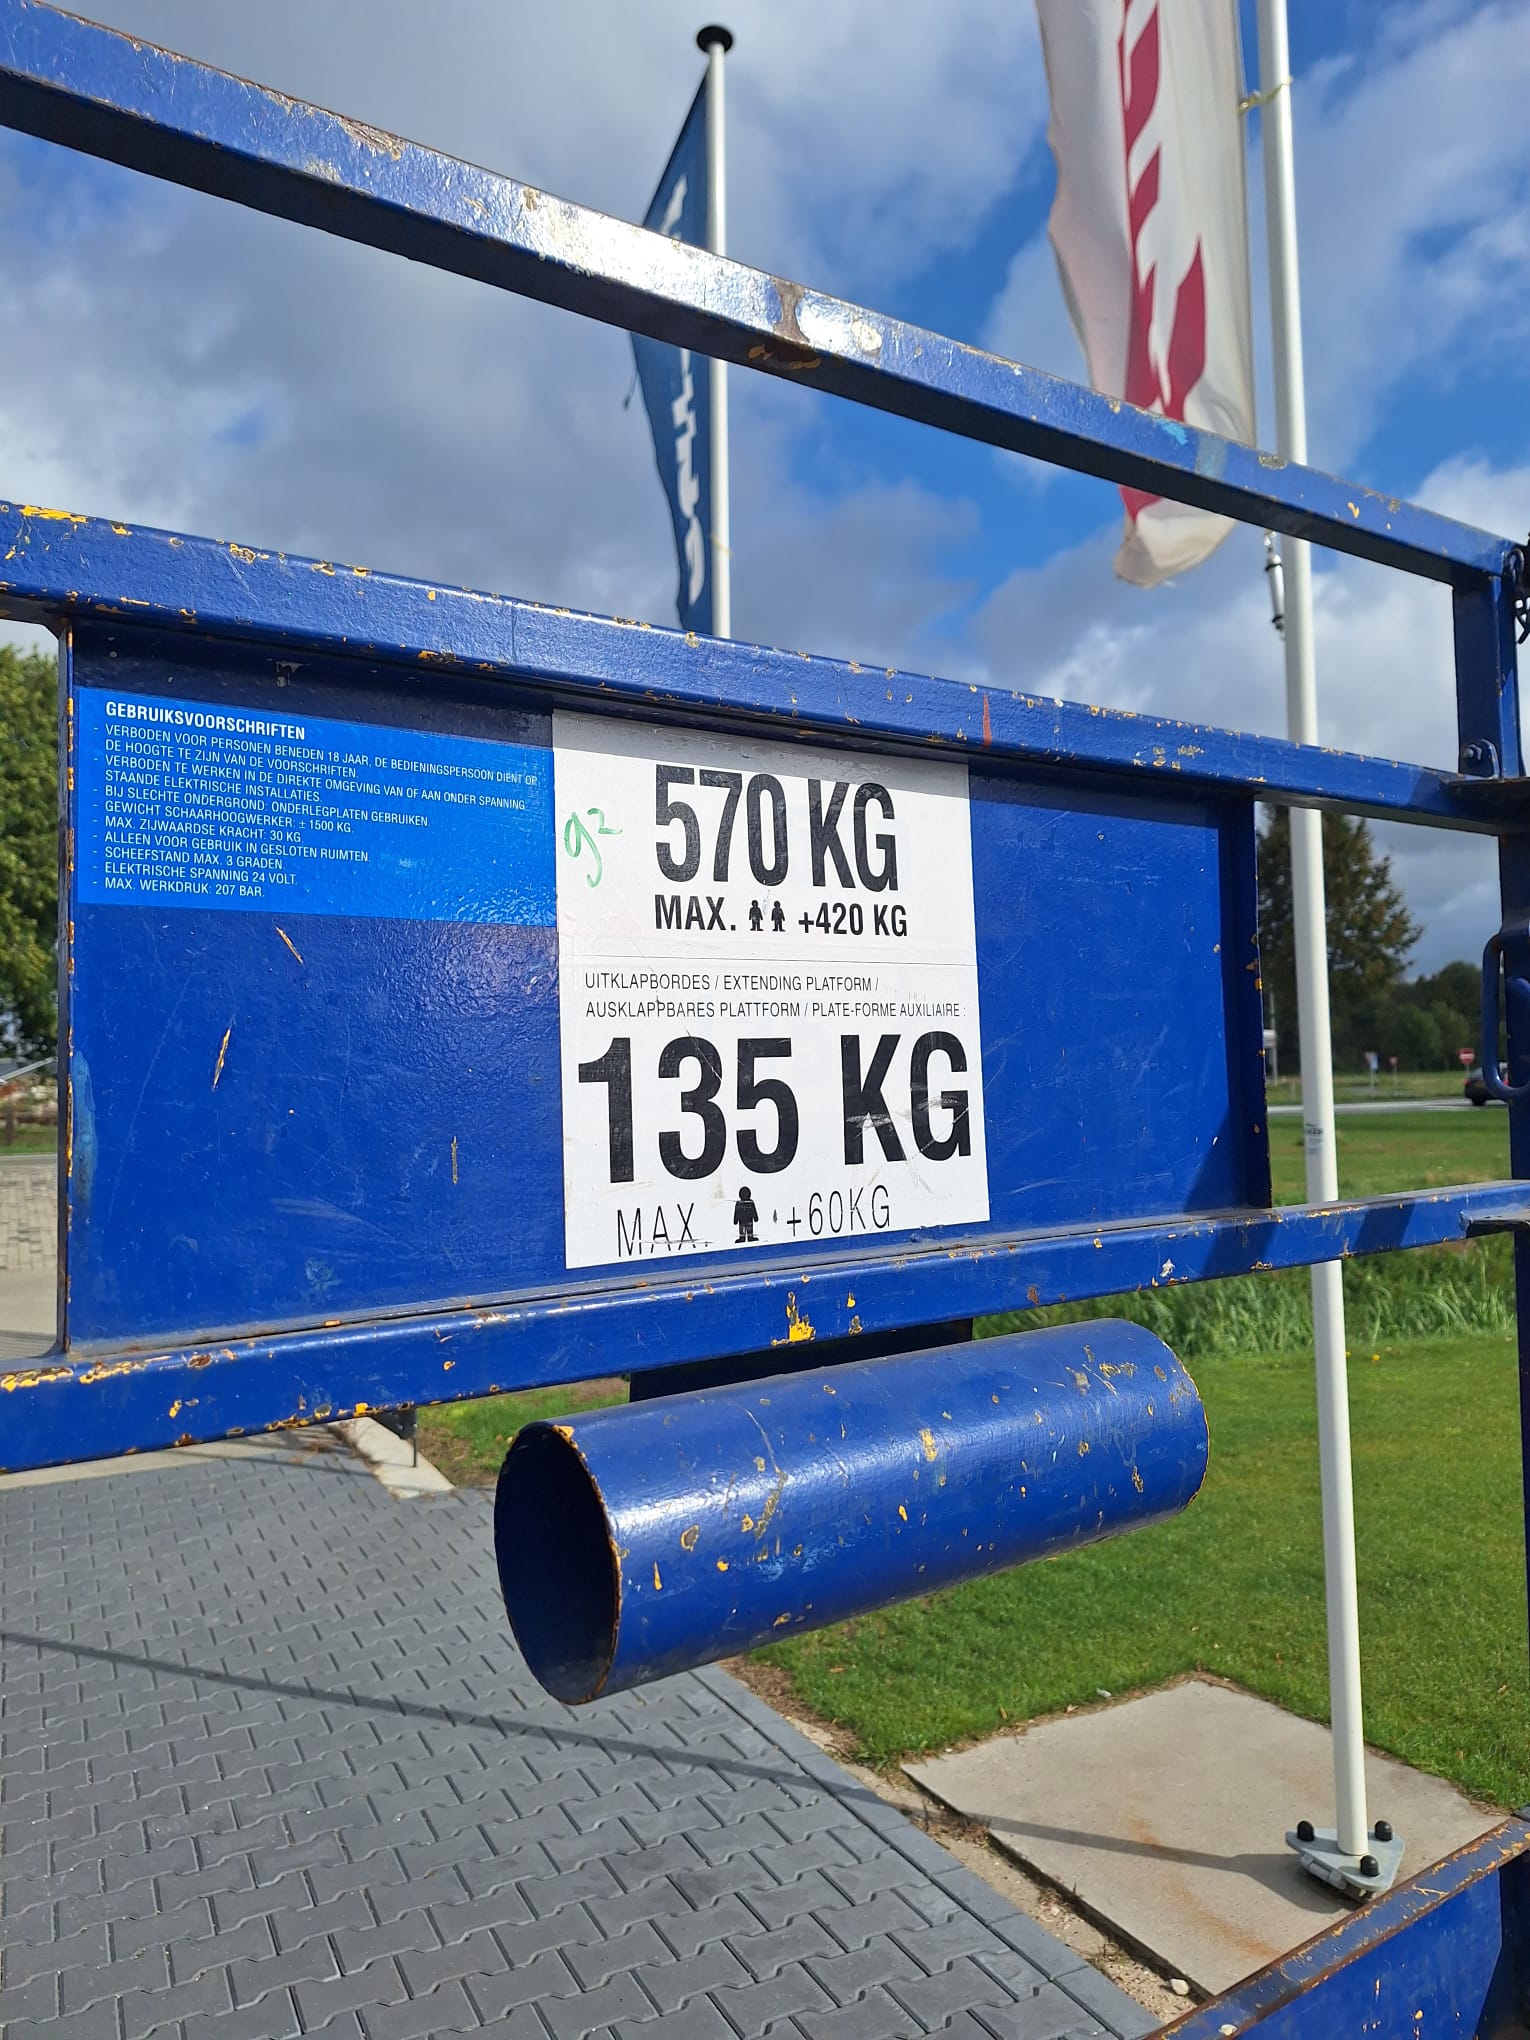 GEBRUIKSVOORSCHRIFTEN
- VERBODEN VOOR PERSONEN BENEDEN 18 JAAR, DE BEDIENINGSPERSOON DIENT OP
DE HOOGTE TE ZIJN VAN DE VOORSCHRIFTEN.
- VERBODEN TE WERKEN IN DE DIREKTE OMGEVING VAN OF AAN ONDER SPANNING
STAANDE ELEKTRISCHE INSTALLATIES.
- BIJ SLECHTE ONDERGROND: ONDERLEGPLATEN GEBRUIKEN.
- GEWICHT SCHAARHOOGWERKER: ± 1500 KG.
- MAX. ZIJWAARDSE KRACHT: 30 KG.
- ALLEEN VOOR GEBRUIK IN GESLOTEN RUIMTEN.
- SCHEEFSTAND MAX. 3 GRADEN.
- ELEKTRISCHE SPANNING 24 VOLT.
- MAX. WERKDRUK: 207 BAR.
g2
570 KG
MAX. +420 KG
UITKLAPBORDES / EXTENDING PLATFORM /
AUSKLAPPBARES PLATTFORM / PLATE-FORME AUXILIAIRE :
135 KG
MAX. +60KG